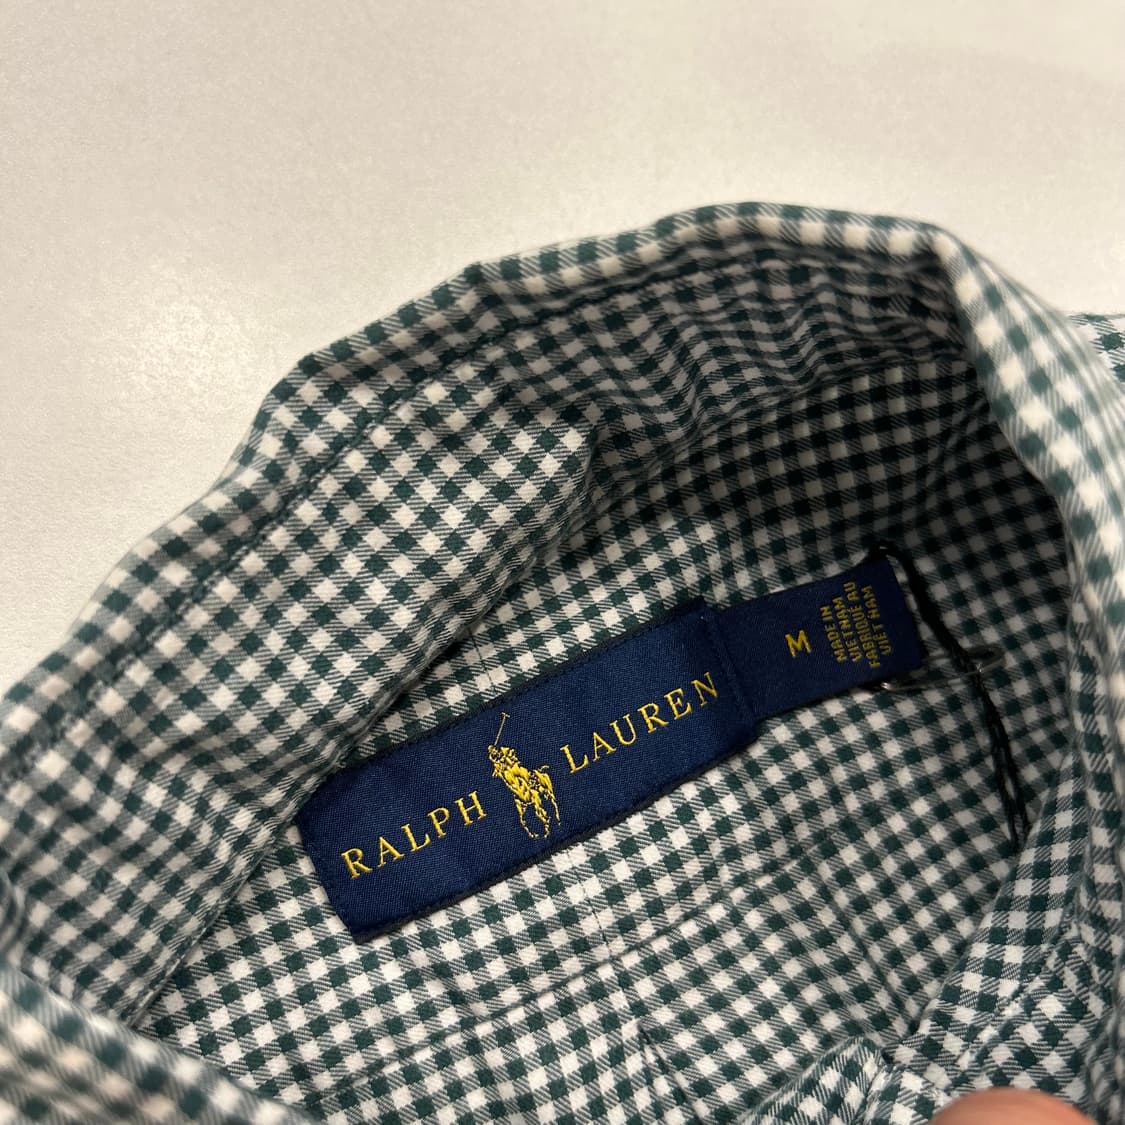 RALPH LAUREN
M
MADE IN
VIETNAM
FABRIQUÉ AU
VIET NAM